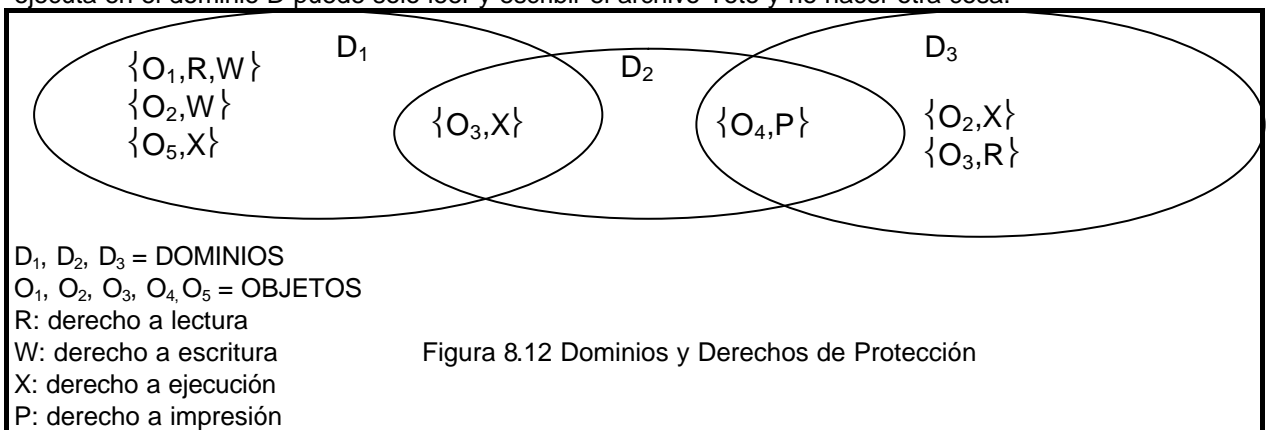 ejecuta en el dominio D puede sólo leer y escribir el archivo Toto y no hacer otra cosa.
D₁
D₂
D₃
{O₁,R,W}
{O₂,W}
{O₅,X}
{O₃,X}
{O₄,P}
{O₂,X}
{O₃,R}
D₁, D₂, D₃ = DOMINIOS
O₁, O₂, O₃, O₄, O₅ = OBJETOS
R: derecho a lectura
W: derecho a escritura
Figura 8.12 Dominios y Derechos de Protección
X: derecho a ejecución
P: derecho a impresión